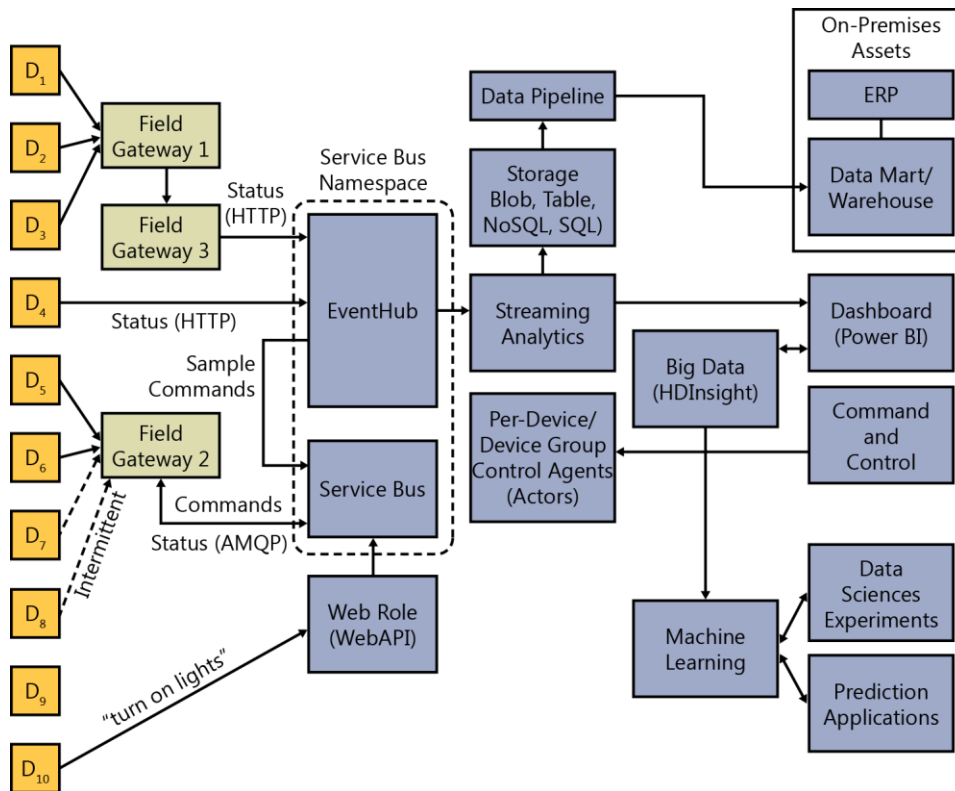 D1
D2
D3
D4
D5
D6
D7
D8
D9
D10
Field
Gateway 1
Field
Gateway 3
Status
(HTTP)
Status (HTTP)
Field
Gateway 2
Intermittent
Commands
Status (AMQP)
"turn on lights"
Service Bus
Namespace
EventHub
Sample
Commands
Service Bus
Web Role
(WebAPI)
Data Pipeline
Storage
Blob, Table,
NoSQL, SQL)
Streaming
Analytics
Per-Device/
Device Group
Control Agents
(Actors)
Big Data
(HDInsight)
Machine
Learning
On-Premises
Assets
ERP
Data Mart/
Warehouse
Dashboard
(Power BI)
Command
and
Control
Data
Sciences
Experiments
Prediction
Applications